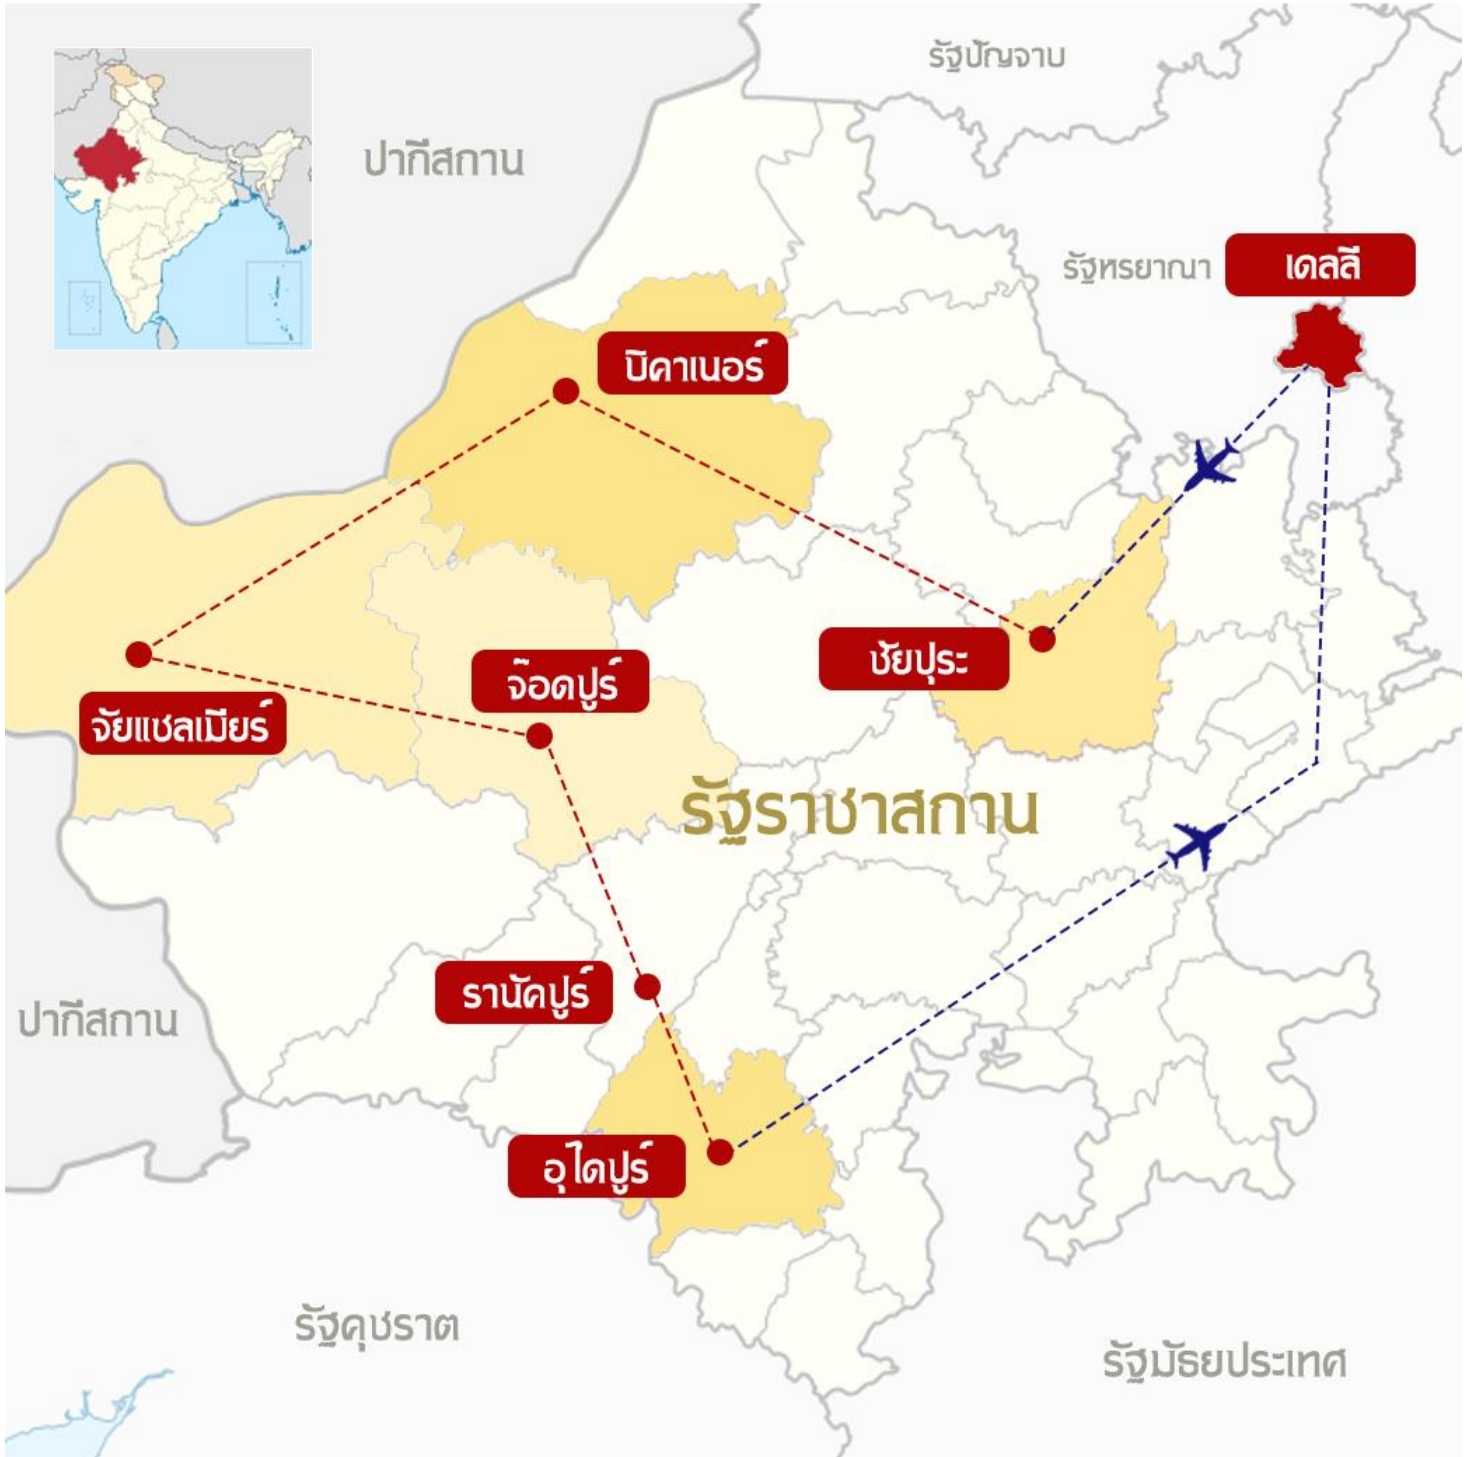 รัฐปัญจาบ
ปากีสถาน
รัฐหรยาณา
เดลลี
บิคาเนอร์
ชัยปุระ
จ๊อดปูร์
จัยแชลเมียร์
รัฐราชาสถาน
รานัคปูร์
ปากีสถาน
อุไดปูร์
รัฐคุชราต
รัฐมัธยประเทศ